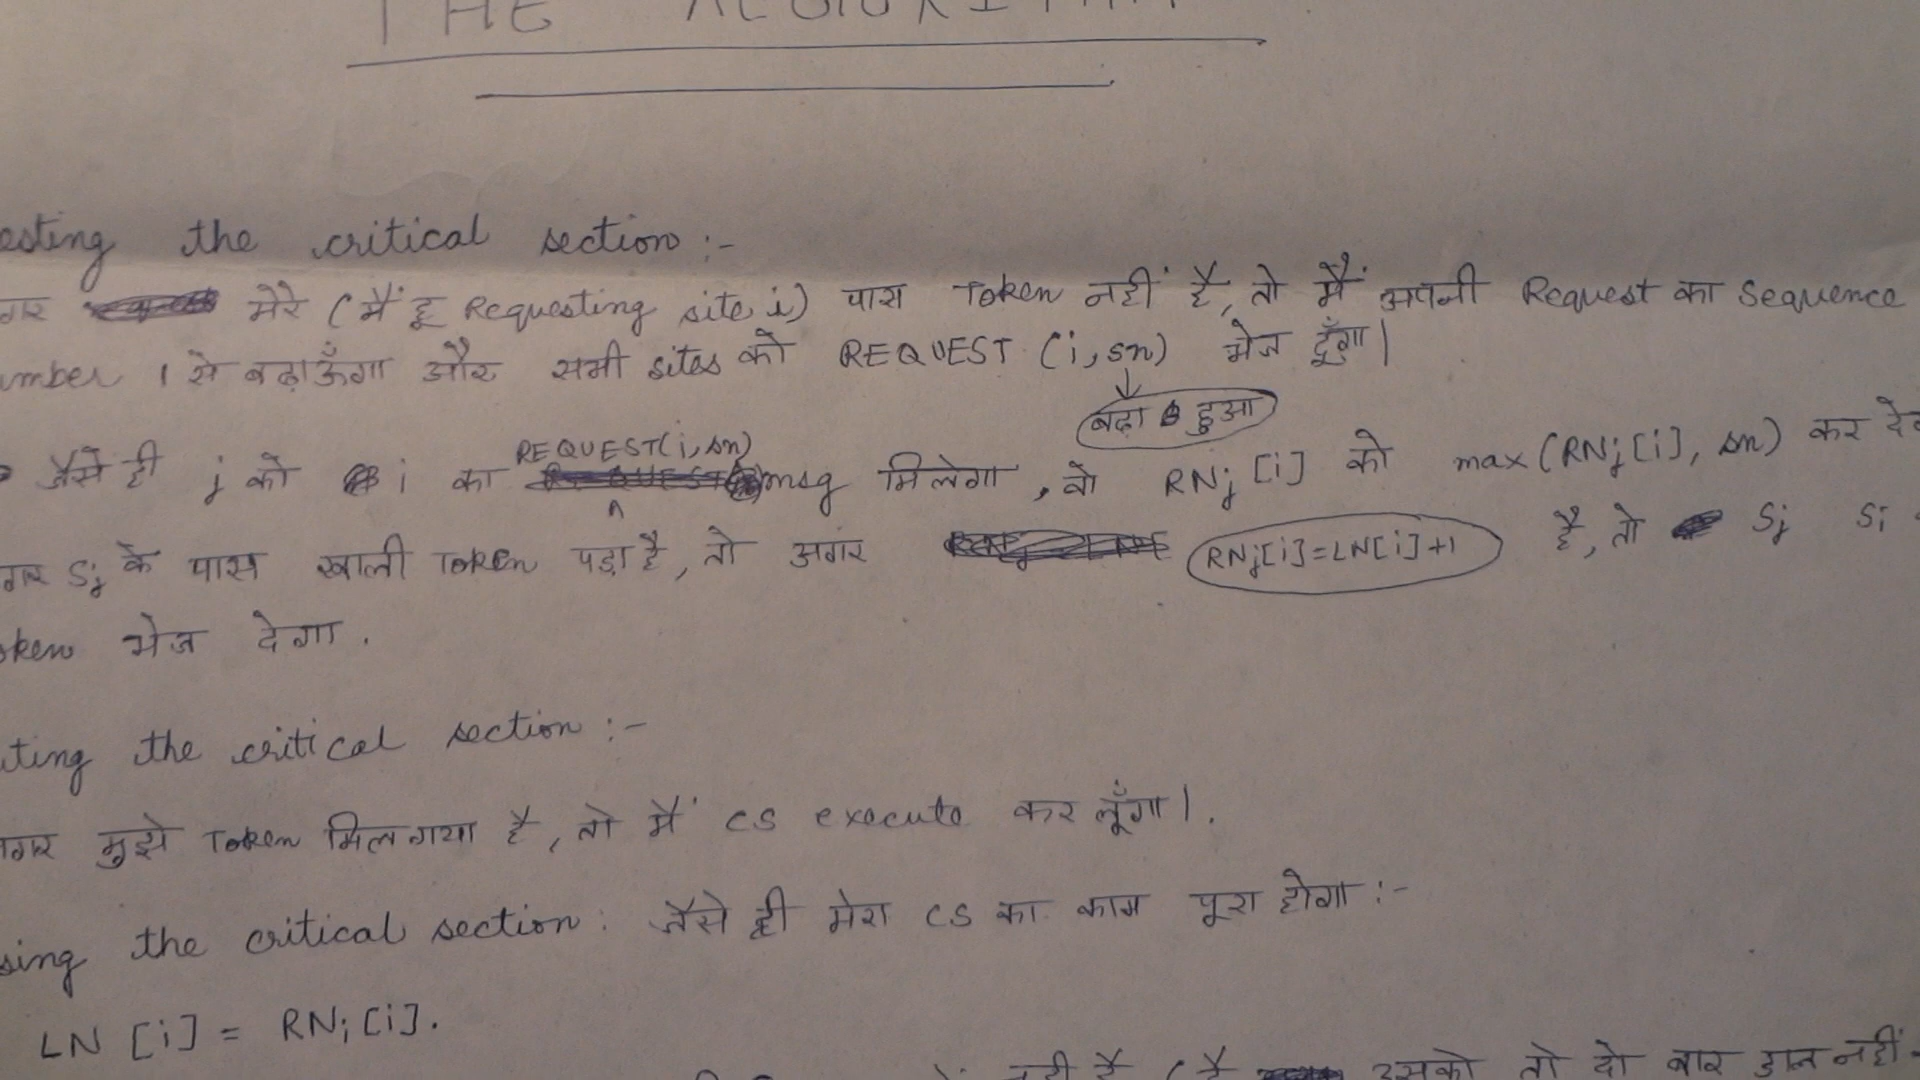 THE ALGORITHM
esting the critical section :-
गर मेरे (मैं हू Requesting site i) पास Token नहीं है, तो मैं अपनी Request का Sequence
umber 1 से बढ़ाऊँगा और सभी sites को REQUEST (i, sn) भेज दूँगा।
बढ़ा हुआ
जैसे ही j को i का REQUEST(i, sn) msg मिलेगा, वो RNj [i] को max (RNj[i], sn) कर दे
गर Sj के पास खाली Token पड़ा है, तो अगर RNj[i]=LN[i]+1 है, तो Sj Si
oken भेज देगा.
uting the critical section :-
गर मुझे Token मिल गया है, तो मैं CS execute कर लूँगा।.
sing the critical section: जैसे ही मेरा CS का काम पूरा होगा :-
LN [i] = RNi [i].
नही है (है उसको तो दो बार डाल नहीं